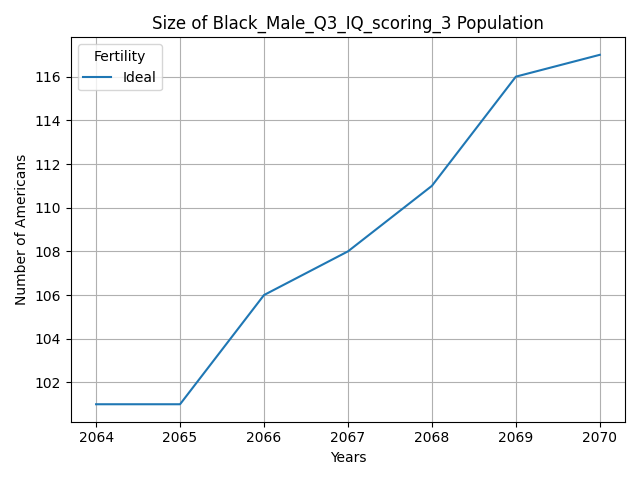 Size of Black_Male_Q3_IQ_scoring_3 Population
Fertility
Ideal
Number of Americans
116
114
112
110
108
106
104
102
2064 2065 2066 2067 2068 2069 2070
Years